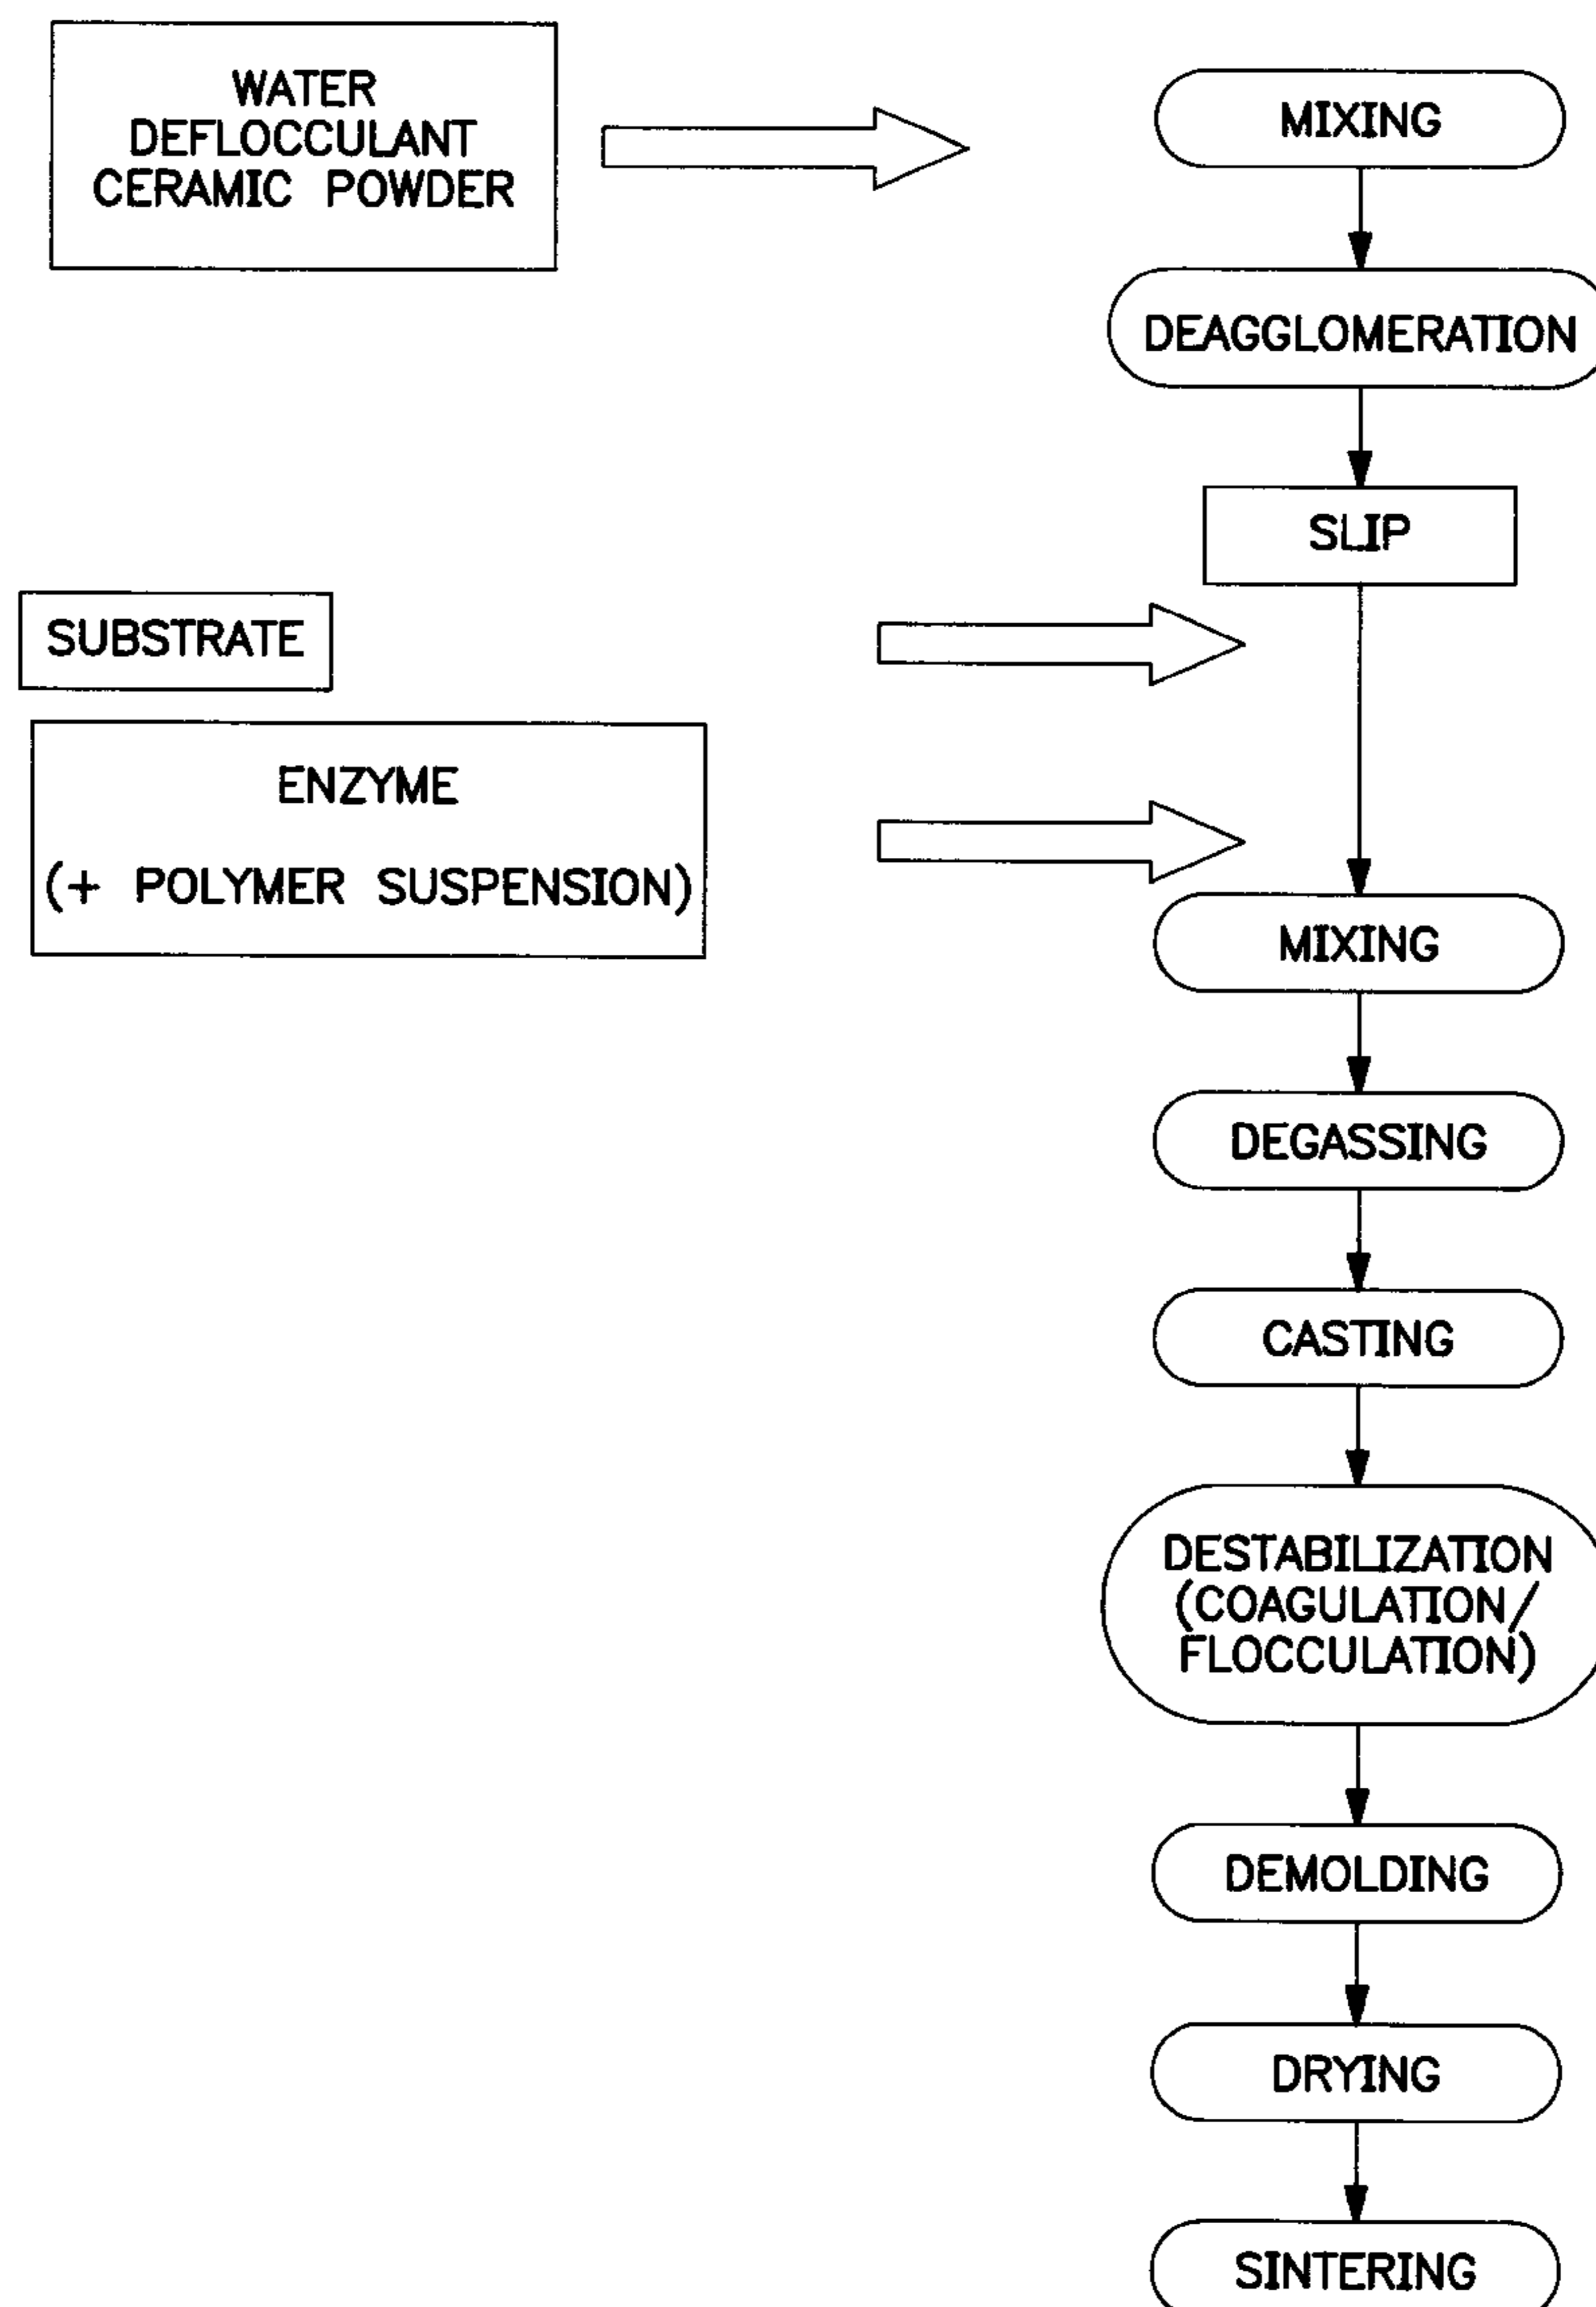 WATER
DEFLOCCULANT
CERAMIC POWDER
MIXING
DEAGGLOMERATION
SLIP
SUBSTRATE
ENZYME
(+ POLYMER SUSPENSION)
MIXING
DEGASSING
CASTING
DESTABILIZATION
(COAGULATION/
FLOCCULATION)
DEMOLDING
DRYING
SINTERING